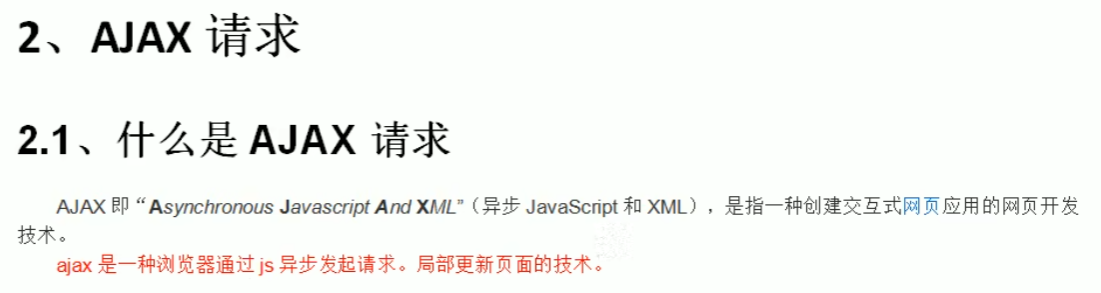 2、AJAX 请求
2.1、什么是 AJAX 请求
AJAX 即“Asynchronous Javascript And XML”（异步 JavaScript 和 XML），是指一种创建交互式网页应用的网页开发
技术。
ajax 是一种浏览器通过 js 异步发起请求。局部更新页面的技术。